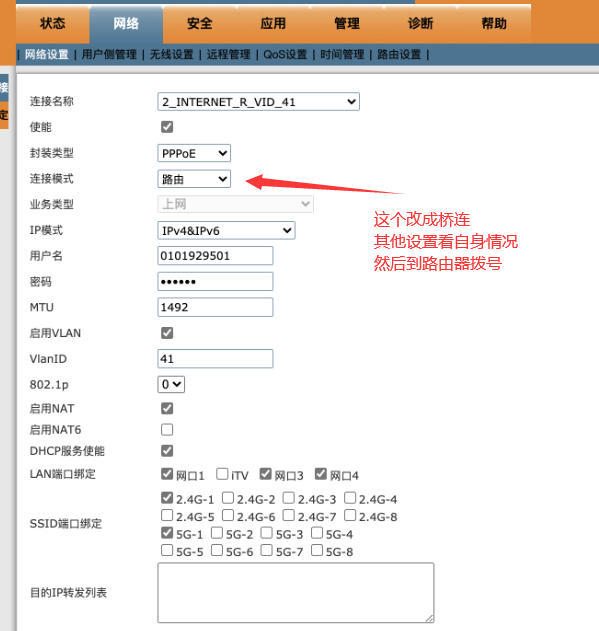 状态 网络 安全 应用 管理 诊断 帮助
| 网络设置 | 用户侧管理 | 无线设置 | 远程管理 | QoS设置 | 时间管理 | 路由设置 |
接
定
连接名称 2_INTERNET_R_VID_41
使能
封装类型 PPPoE
连接模式 路由
业务类型 上网
IP模式 IPv4&IPv6
用户名 0101929501
密码 ••••••
MTU 1492
启用VLAN
VlanID 41
802.1p 0
启用NAT
启用NAT6
DHCP服务使能
LAN端口绑定 网口1 iTV 网口3 网口4
SSID端口绑定
2.4G-1 2.4G-2 2.4G-3 2.4G-4
2.4G-5 2.4G-6 2.4G-7 2.4G-8
5G-1 5G-2 5G-3 5G-4
5G-5 5G-6 5G-7 5G-8
目的IP转发列表
这个改成桥连
其他设置看自身情况
然后到路由器拨号